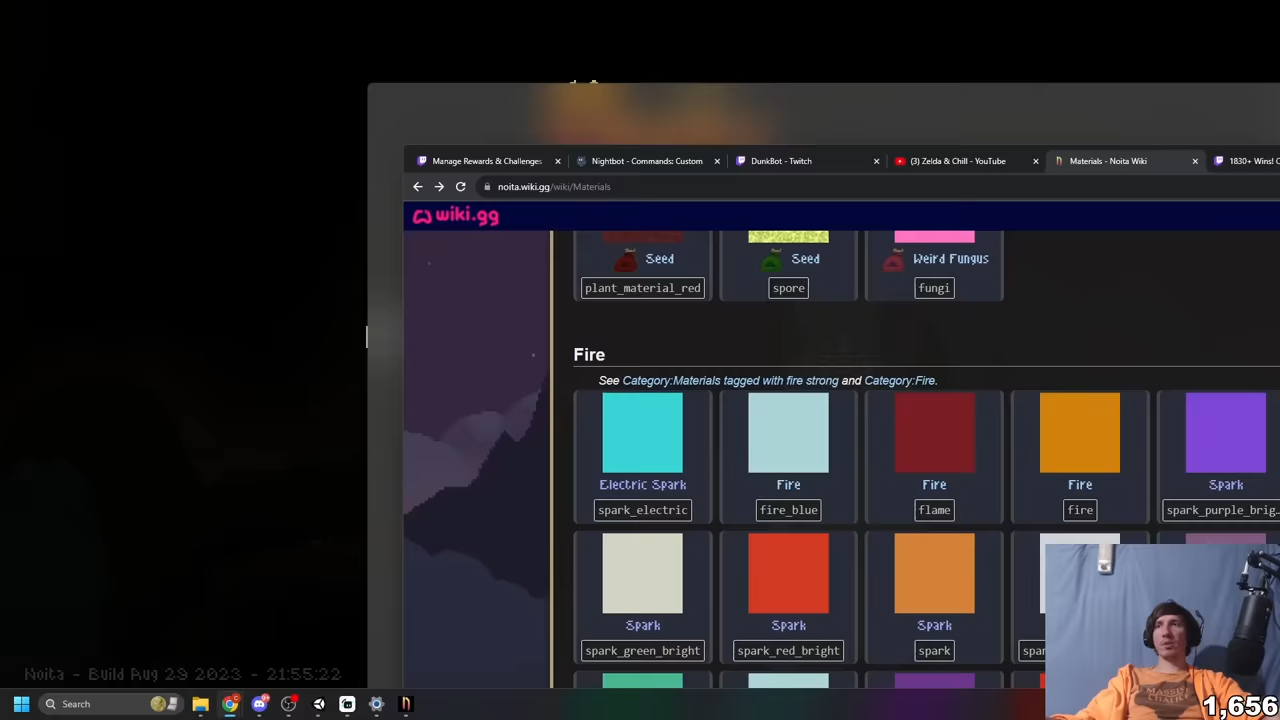 Manage Rewards & Challenges
Nightbot - Commands: Custom
DunkBot - Twitch
(3) Zelda & Chill - YouTube
Materials - Noita Wiki
1830+ Wins!
noita.wiki.gg/wiki/Materials
wiki.gg
Seed
Seed
Weird Fungus
plant_material_red
spore
fungi
Fire
See Category:Materials tagged with fire strong and Category:Fire.
Electric Spark
Fire
Fire
Fire
Spark
spark_electric
fire_blue
flame
fire
spark_purple_brig...
Spark
Spark
Spark
spark_green_bright
spark_red_bright
spark
Noita - Build Aug 29 2023 - 21:55:22
Search
1,656